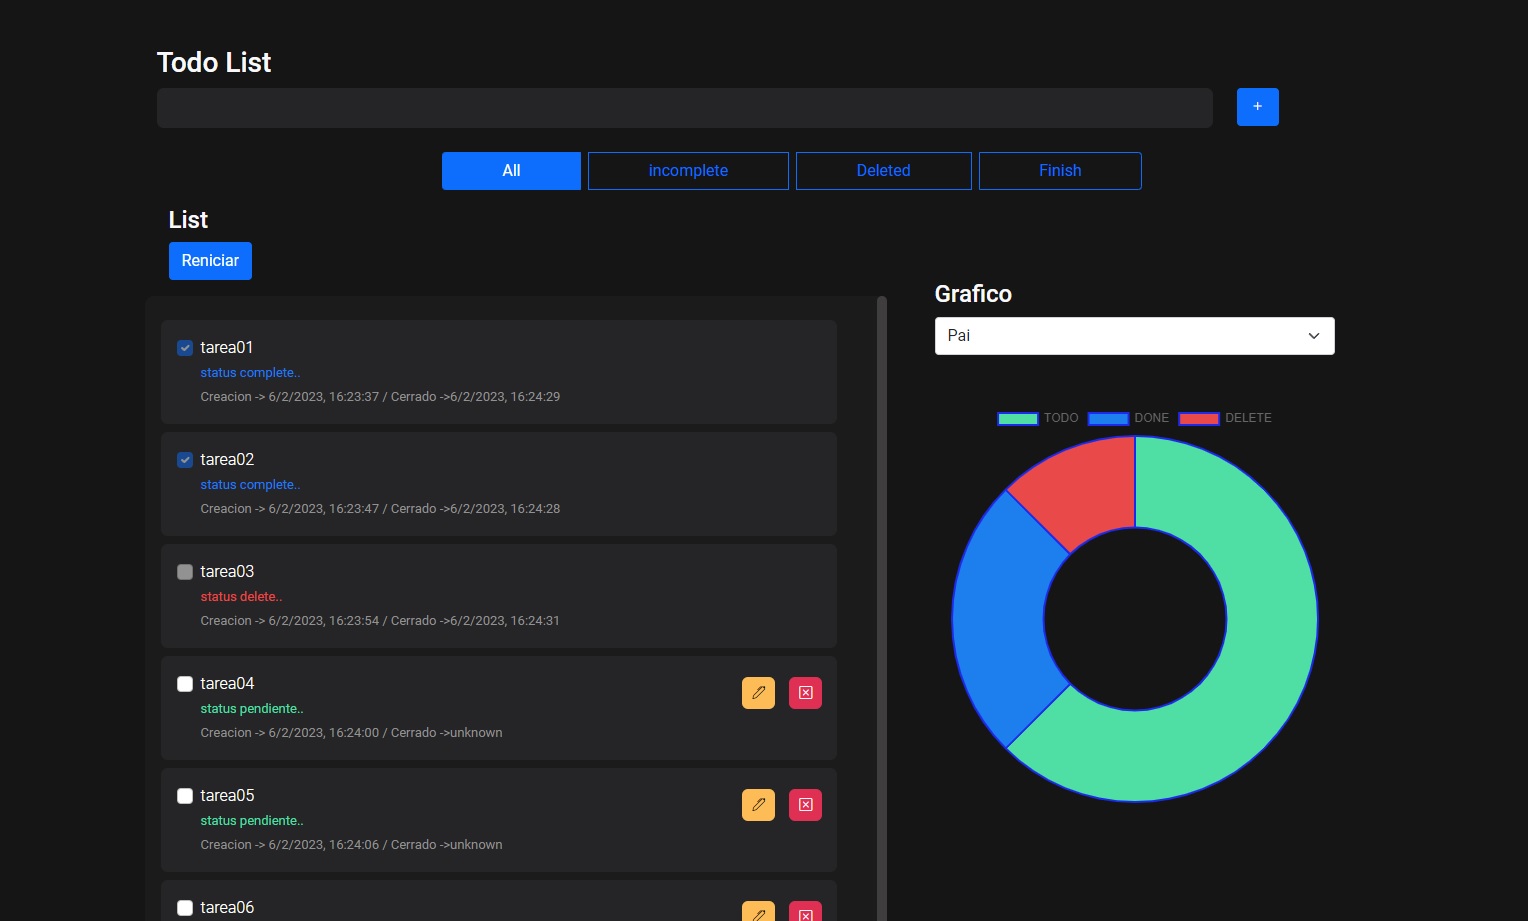 Todo List
+
All
incomplete
Deleted
Finish
List
Reniciar
tarea01
status complete..
Creacion -> 6/2/2023, 16:23:37 / Cerrado ->6/2/2023, 16:24:29
tarea02
status complete..
Creacion -> 6/2/2023, 16:23:47 / Cerrado ->6/2/2023, 16:24:28
tarea03
status delete..
Creacion -> 6/2/2023, 16:23:54 / Cerrado ->6/2/2023, 16:24:31
tarea04
status pendiente..
Creacion -> 6/2/2023, 16:24:00 / Cerrado ->unknown
tarea05
status pendiente..
Creacion -> 6/2/2023, 16:24:06 / Cerrado ->unknown
tarea06
Grafico
Pai
TODO
DONE
DELETE